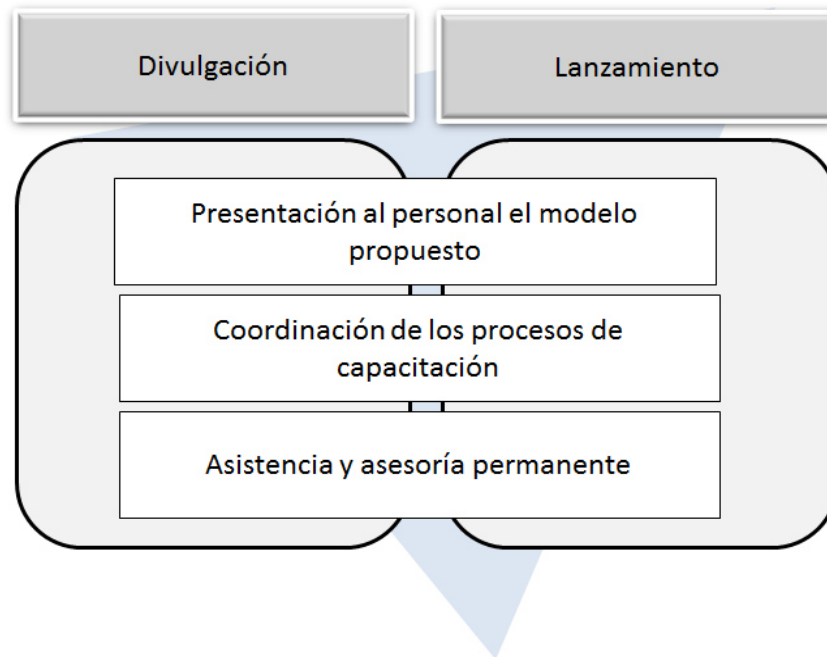 Divulgación
Lanzamiento
Presentación al personal el modelo
propuesto
Coordinación de los procesos de
capacitación
Asistencia y asesoría permanente